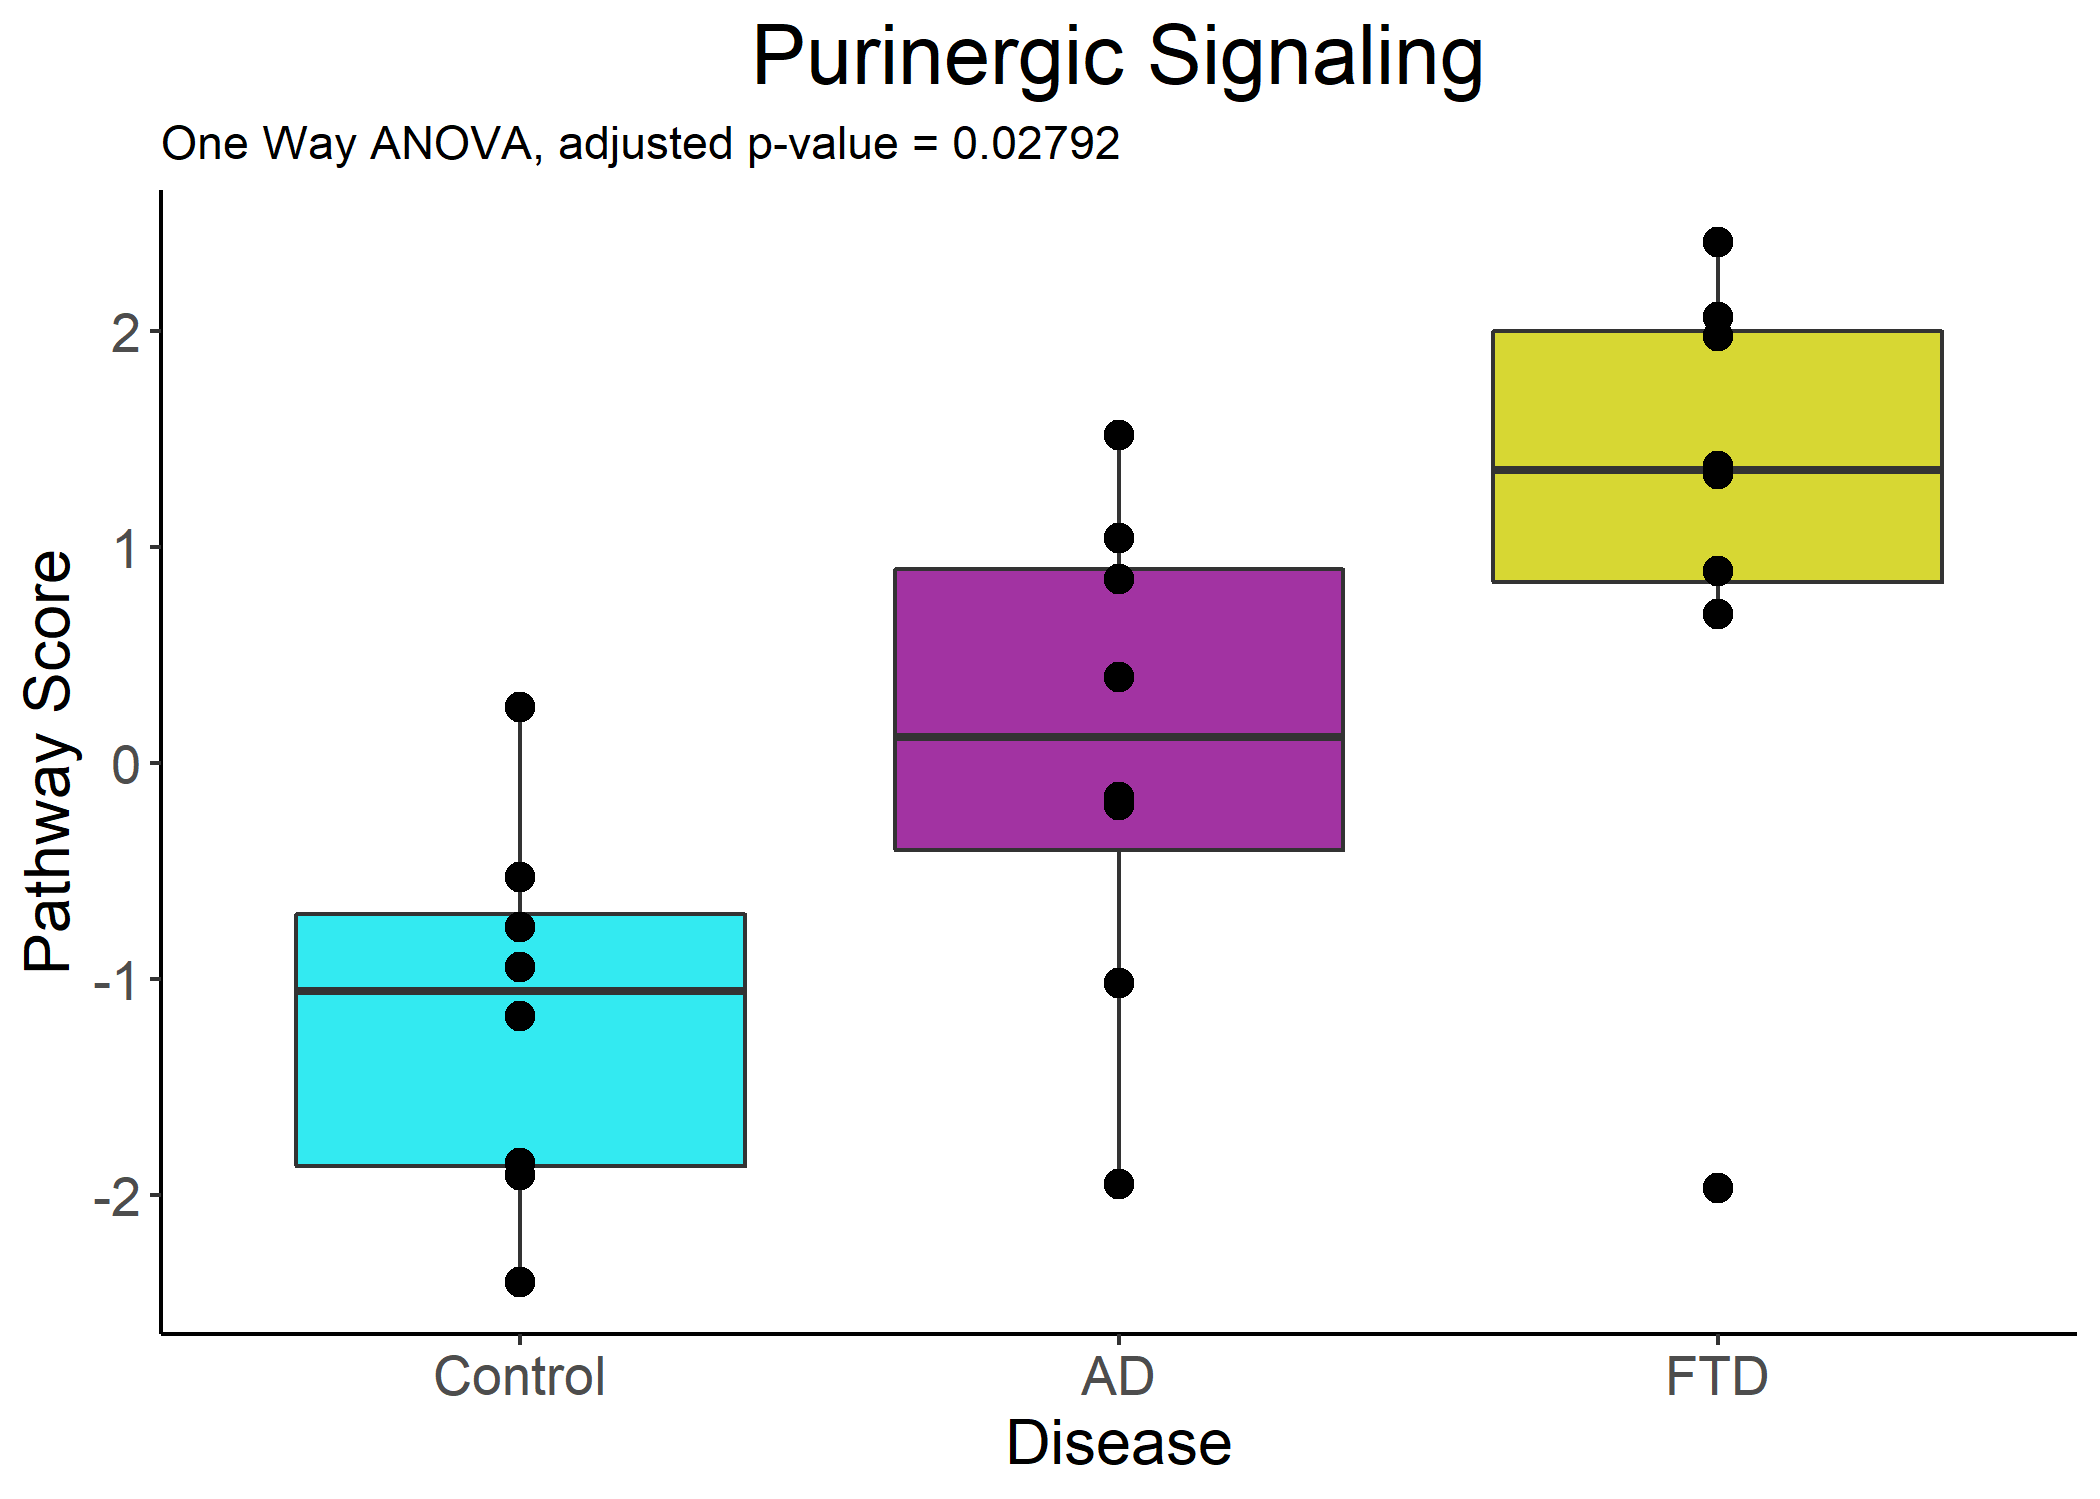 Purinergic Signaling
One Way ANOVA, adjusted p-value = 0.02792
Pathway Score
2
1
0
-1
-2
Control AD FTD
Disease